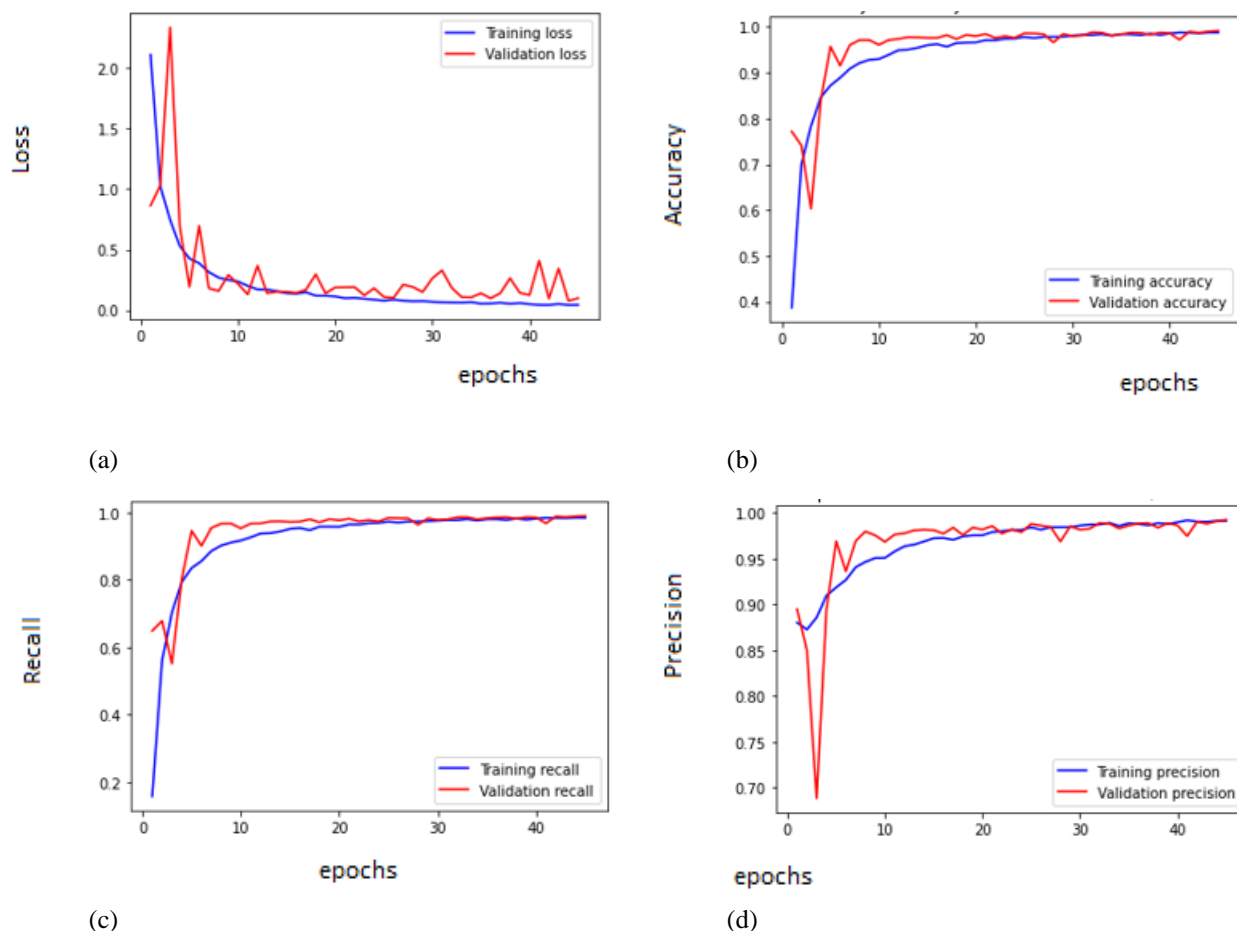 Training loss
Validation loss
2.0
1.5
1.0
0.5
0.0
Loss
0 10 20 30 40
epochs
(a)
1.0
0.9
0.8
0.7
0.6
0.5
0.4
Accuracy
Training accuracy
Validation accuracy
0 10 20 30 40
epochs
(b)
1.0
0.8
0.6
0.4
0.2
Recall
Training recall
Validation recall
0 10 20 30 40
epochs
(c)
1.00
0.95
0.90
0.85
0.80
0.75
0.70
Precision
Training precision
Validation precision
0 10 20 30 40
epochs
(d)